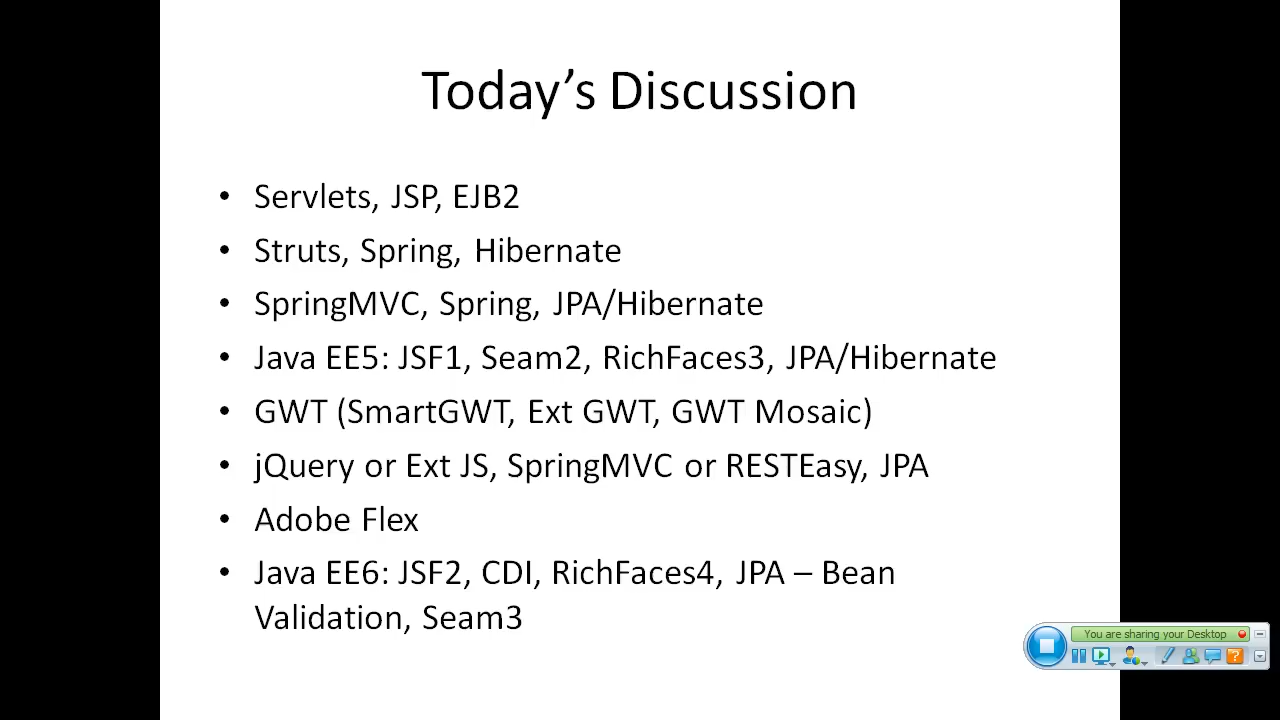 Today’s Discussion
• Servlets, JSP, EJB2
• Struts, Spring, Hibernate
• SpringMVC, Spring, JPA/Hibernate
• Java EE5: JSF1, Seam2, RichFaces3, JPA/Hibernate
• GWT (SmartGWT, Ext GWT, GWT Mosaic)
• jQuery or Ext JS, SpringMVC or RESTEasy, JPA
• Adobe Flex
• Java EE6: JSF2, CDI, RichFaces4, JPA – Bean
Validation, Seam3
You are sharing your Desktop